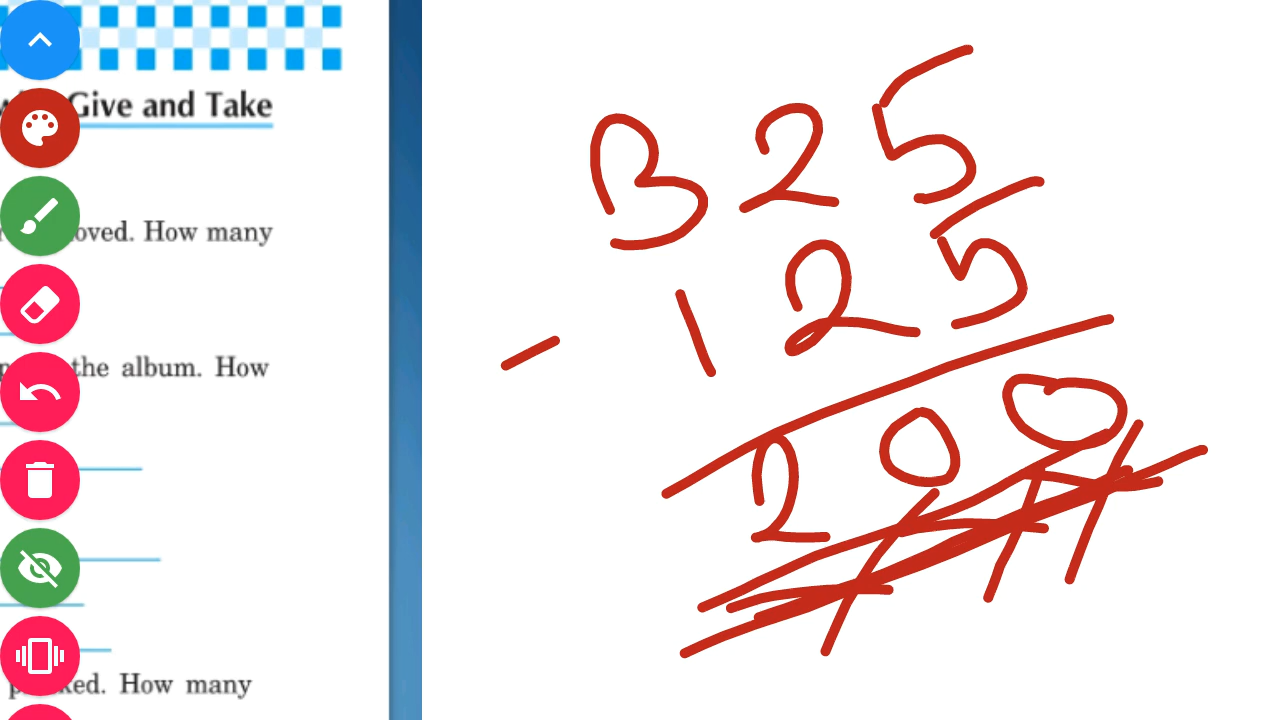 Give and Take
oved. How many
the album. How
ked. How many
325
- 125
200